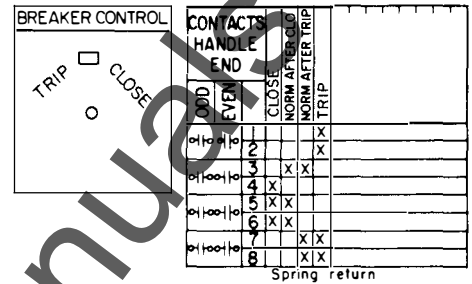 BREAKER CONTROL
TRIP
CLOSE
CONTACTS
HANDLE
END
ODD
EVEN
CLOSE
NORM AFTER CLO
NORM AFTER TRIP
TRIP
1 X
2 X
3 X X
4 X
5 X X
6 X X
7 X X
8 X X
Spring return
nuals